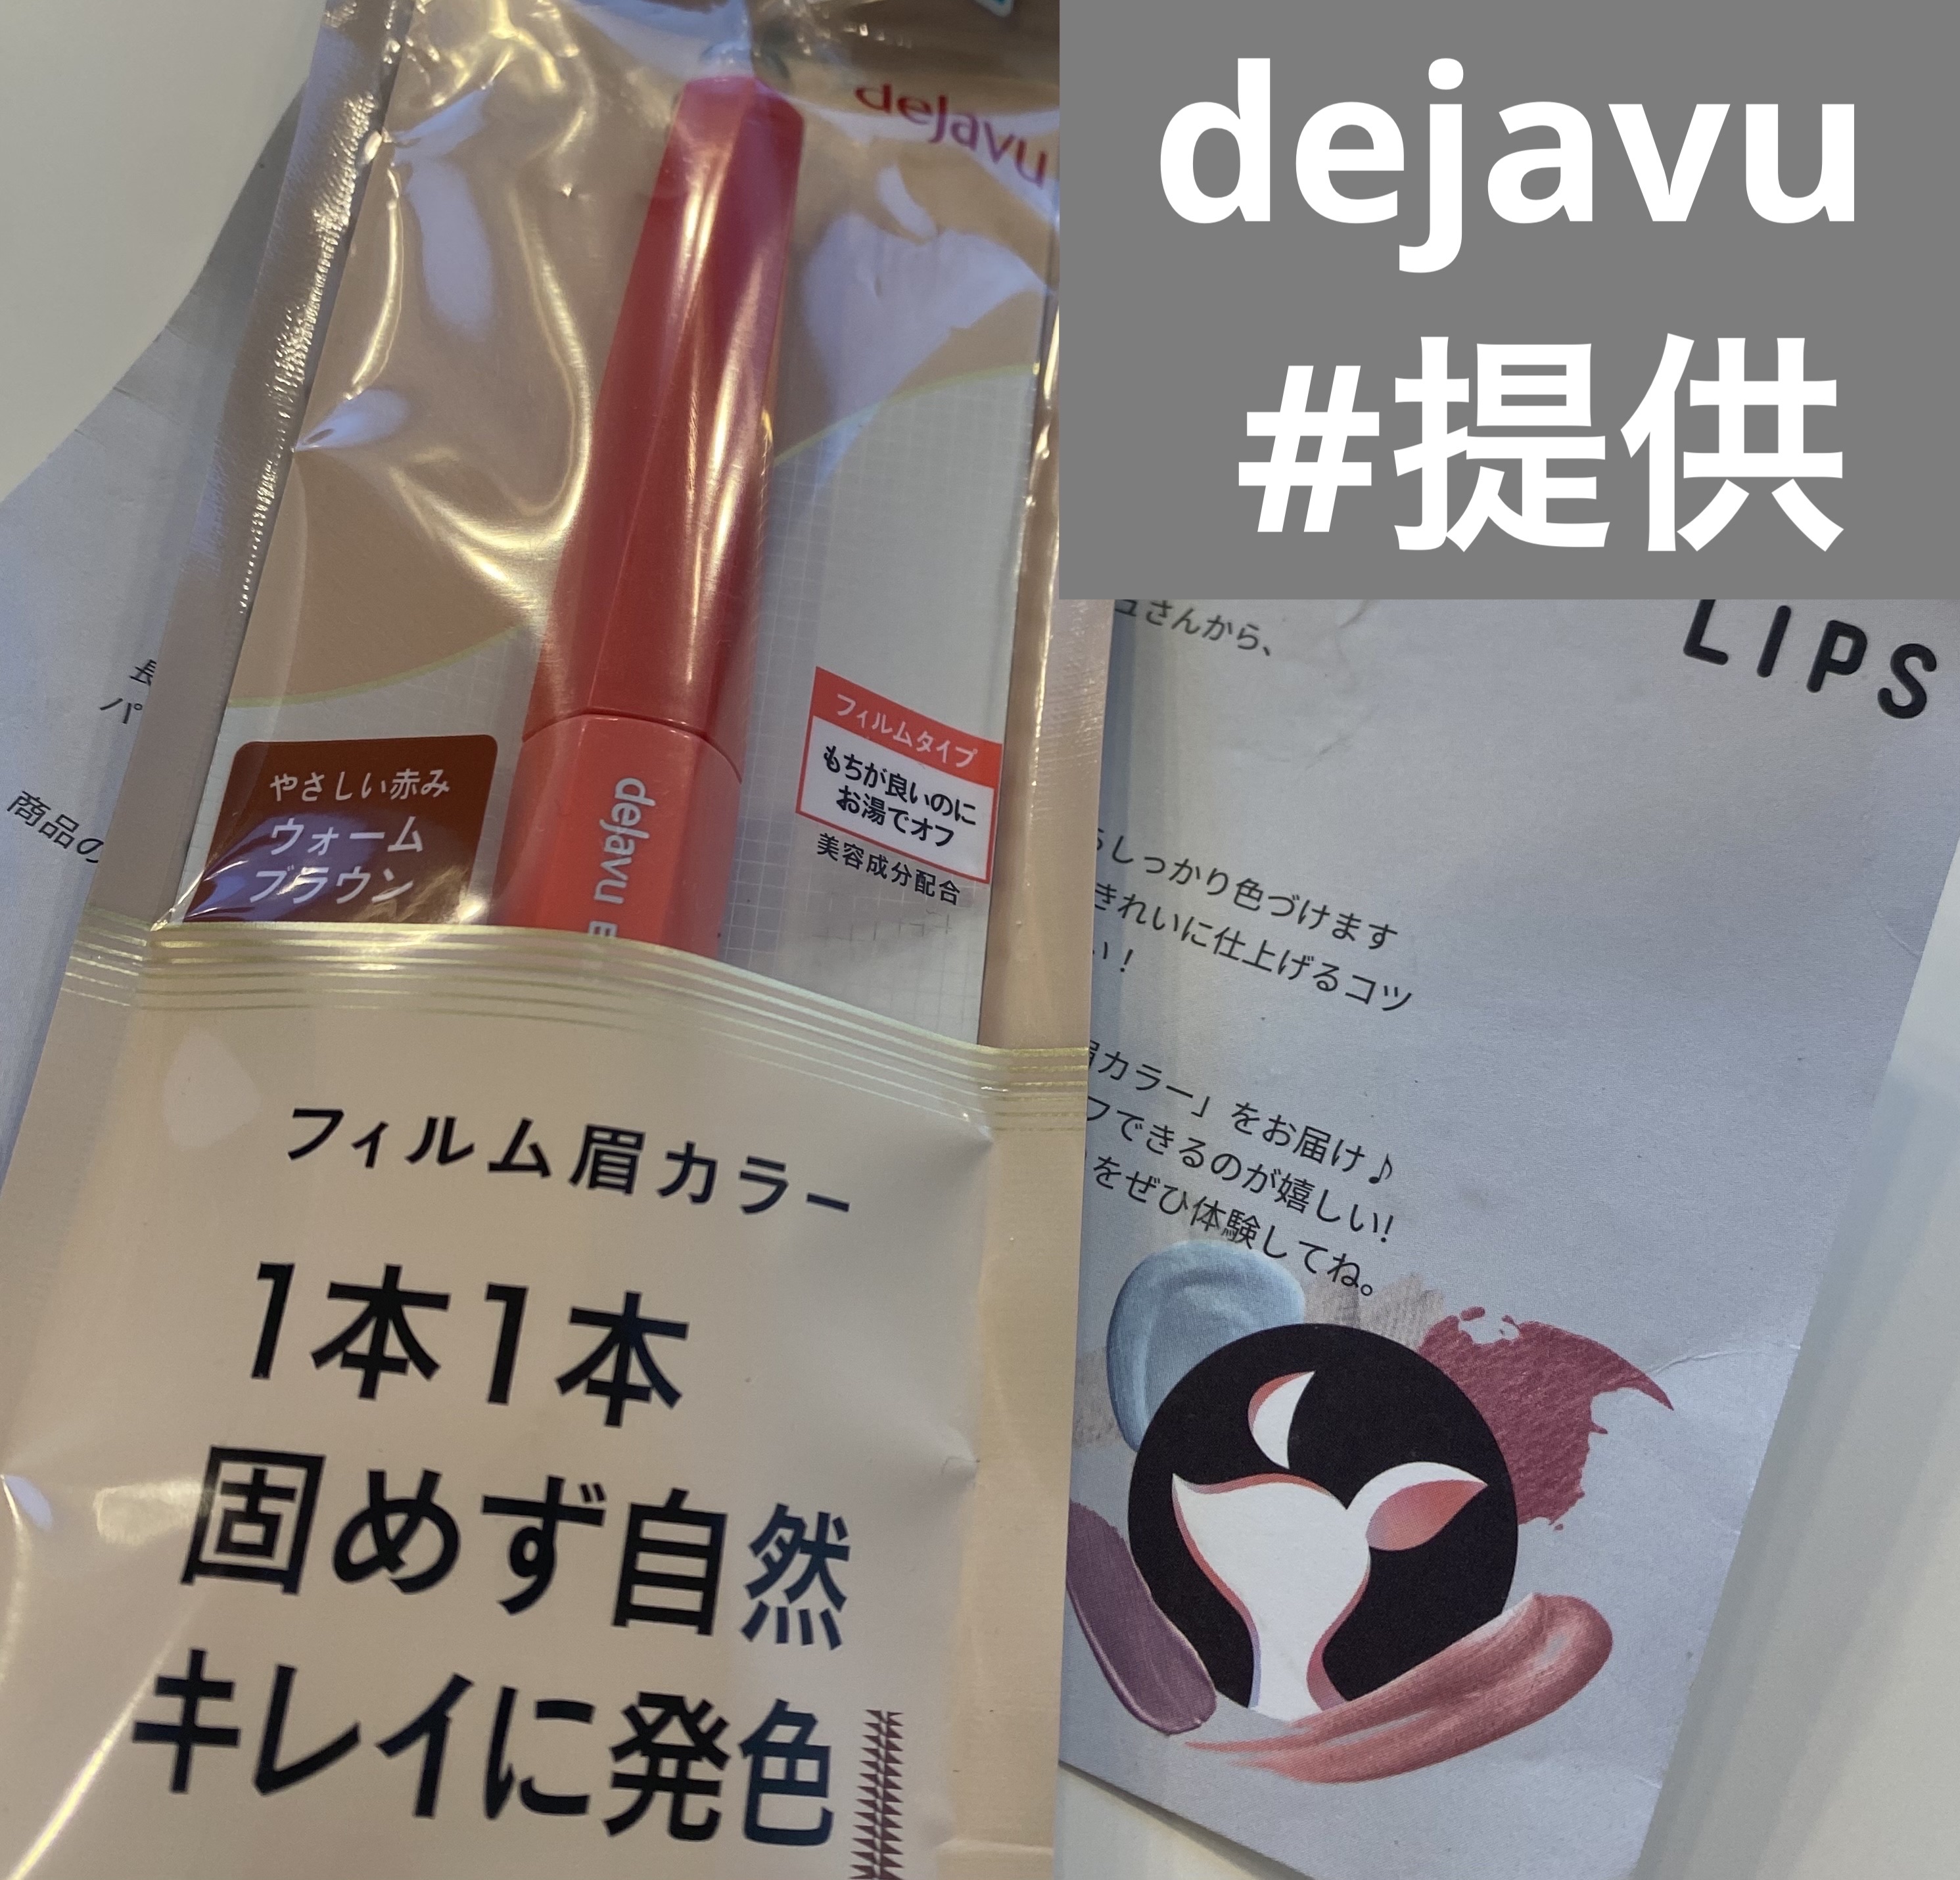 dejavu
#提供
dejavu
やさしい赤み
ウォーム
ブラウン
dejavu
フィルムタイプ
もちが良いのに
お湯でオフ
美容成分配合
フィルム眉カラー
1本1本
固めず自然
キレイに発色
商品の
パ
LIPS
さんから、
しっかり色づけます
きれいに仕上げるコツ
い！
カラー」をお届け♪
フできるのが嬉しい!
をぜひ体験してね。